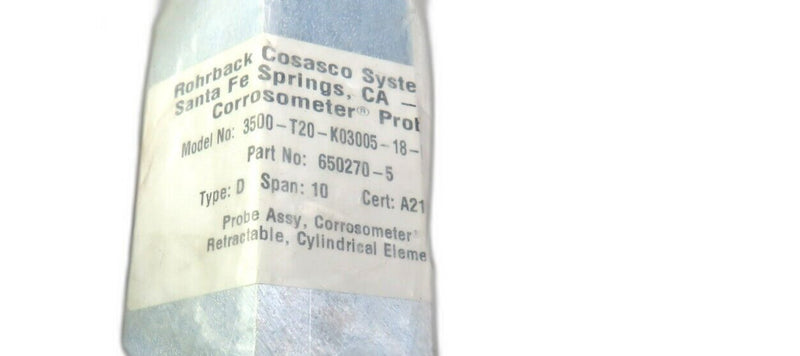 Rohrback Cosasco Syste
Santa Fe Springs, CA —
Corrosometer® Prob
Model No: 3500-T20-K03005-18-
Part No: 650270-5
Type: D Span: 10 Cert: A21
Probe Assy, Corrosometer®
Retractable, Cylindrical Eleme